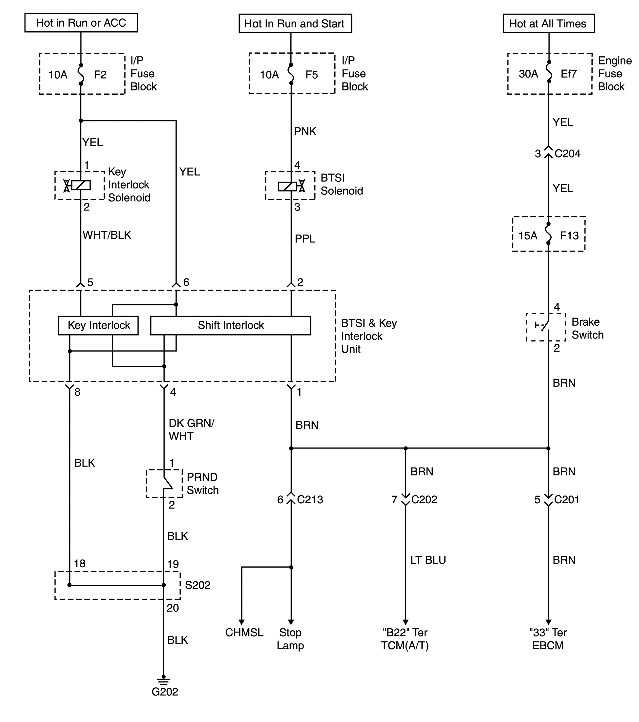 Hot in Run or ACC
Hot In Run and Start
Hot at All Times
10A F2
I/P
Fuse
Block
10A F5
I/P
Fuse
Block
30A Ef7
Engine
Fuse
Block
YEL
YEL
PNK
YEL
3 C204
YEL
1
Key
Interlock
Solenoid
2
4
BTSI
Solenoid
3
15A F13
WHT/BLK
PPL
5
6
2
4
Brake
Switch
2
Key Interlock
Shift Interlock
BTSI & Key
Interlock
Unit
8
4
1
DK GRN/
WHT
BRN
BRN
BLK
1
PRND
Switch
2
BRN
BRN
6 C213
7 C202
5 C201
BLK
LT BLU
BRN
18
19
S202
20
BLK
CHMSL
Stop
Lamp
"B22" Ter
TCM(A/T)
"33" Ter
EBCM
G202